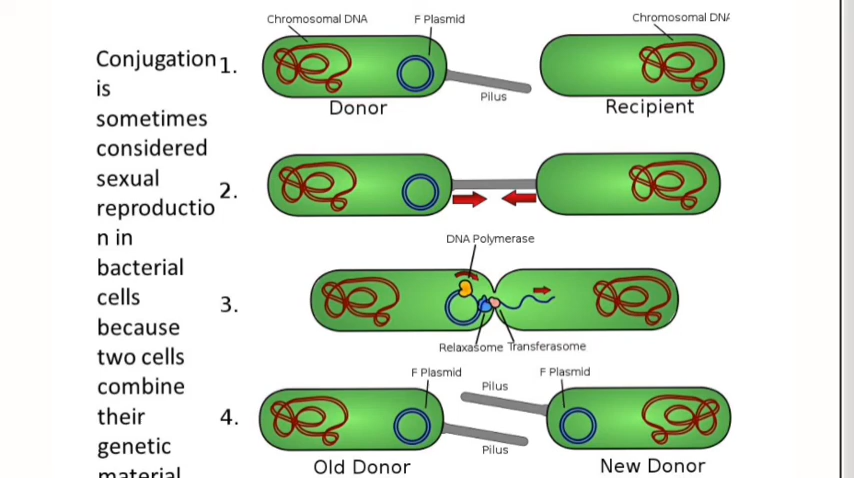 Conjugation
is
sometimes
considered
sexual
reproductio
n in
bacterial
cells
because
two cells
combine
their
genetic
material
1.
Chromosomal DNA
F Plasmid
Chromosomal DNA
Pilus
Donor
Recipient
2.
3.
DNA Polymerase
Relaxasome Transferasome
4.
F Plasmid
Pilus
F Plasmid
Pilus
Old Donor
New Donor